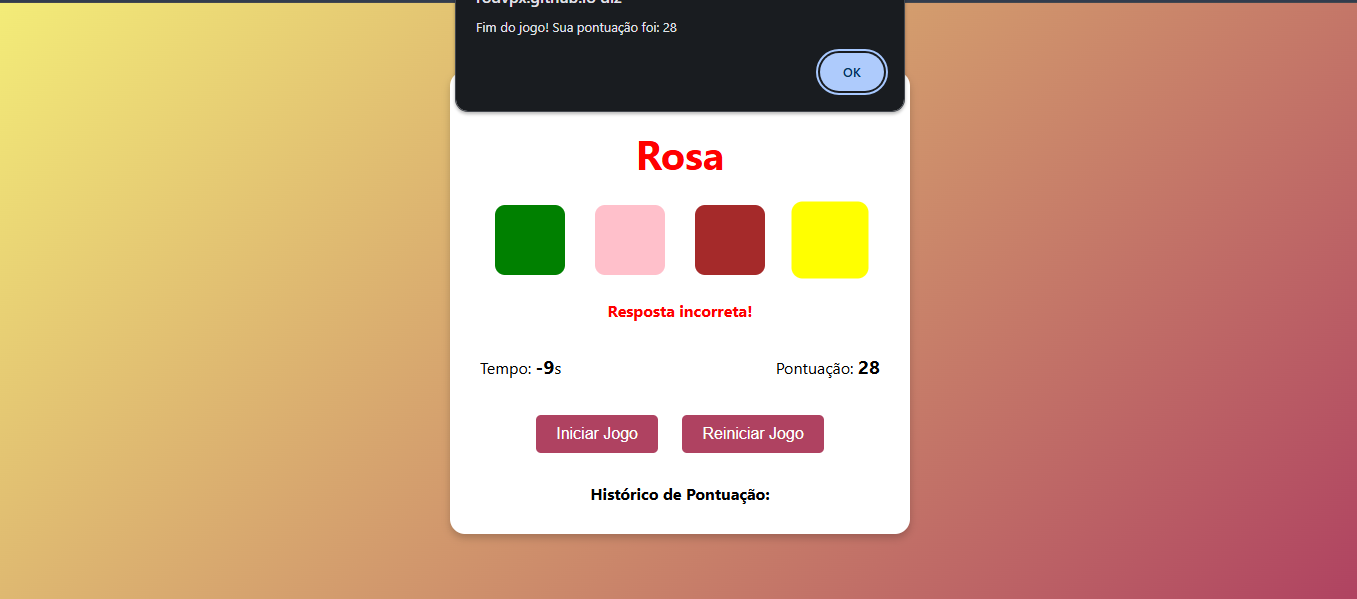 Fim do jogo! Sua pontuação foi: 28
OK
Rosa
Resposta incorreta!
Tempo: -9s
Pontuação: 28
Iniciar Jogo
Reiniciar Jogo
Histórico de Pontuação: